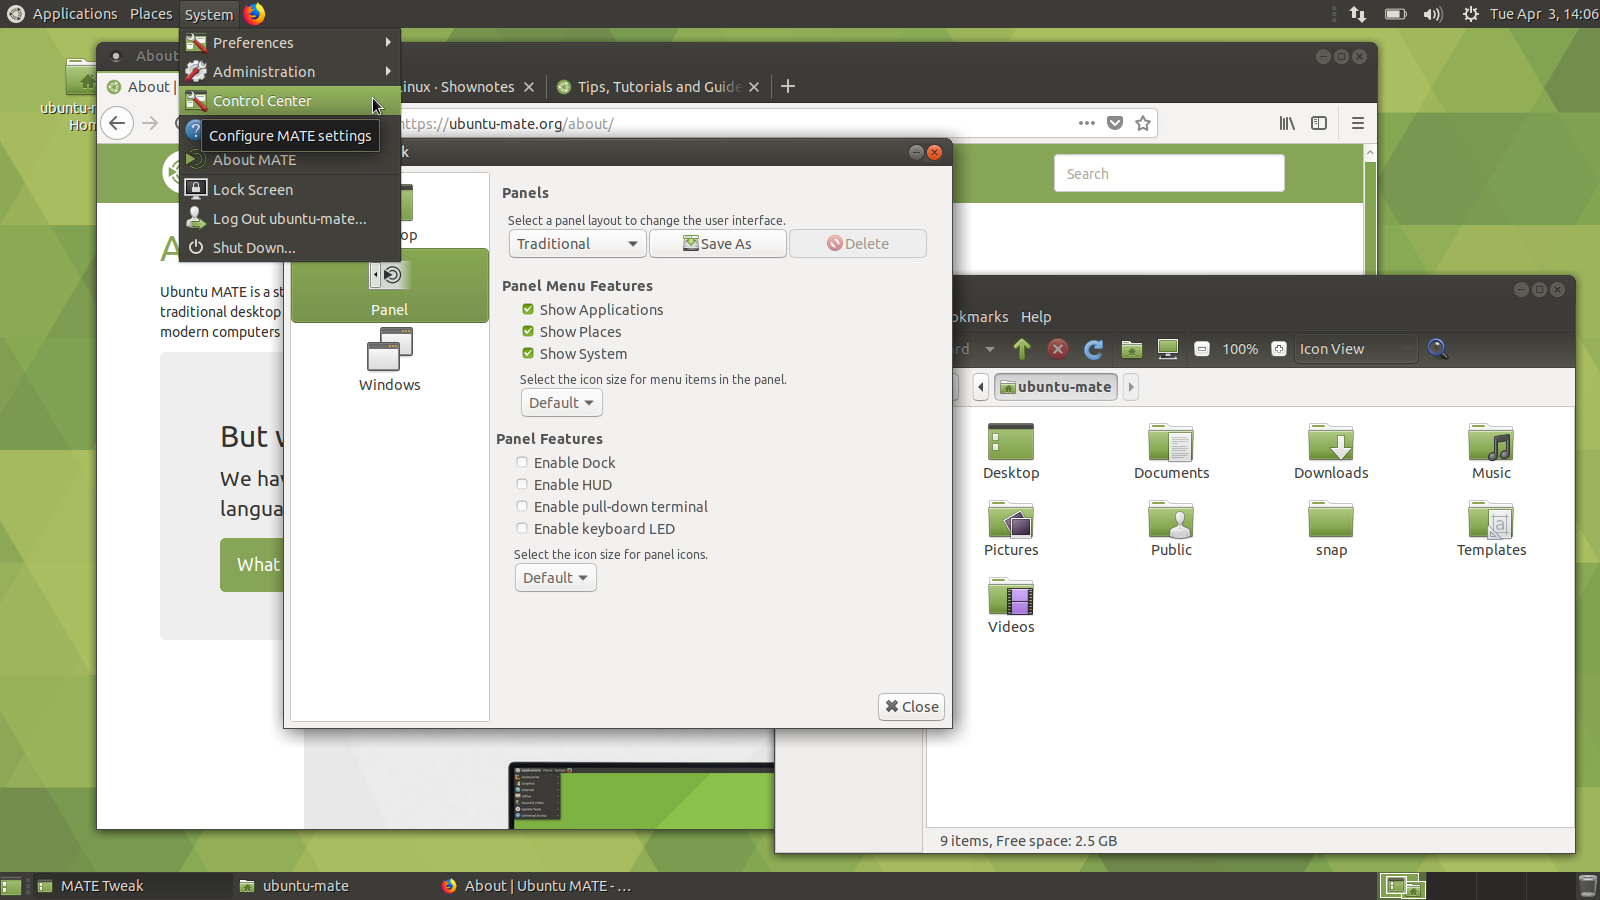 Applications Places System
Tue Apr 3, 14:06
Preferences
Administration
Control Center
Configure MATE settings
About MATE
Lock Screen
Log Out ubuntu-mate...
Shut Down...
About
About |
Linux · Shownotes
Tips, Tutorials and Guide
https://ubuntu-mate.org/about/
Search
Ubuntu MATE is a st
traditional desktop
modern computers
But w
We hav
langua
What
Panel
Windows
Panels
Select a panel layout to change the user interface.
Traditional
Save As
Delete
Panel Menu Features
Show Applications
Show Places
Show System
Select the icon size for menu items in the panel.
Default
Panel Features
Enable Dock
Enable HUD
Enable pull-down terminal
Enable keyboard LED
Select the icon size for panel icons.
Default
Close
okmarks Help
100%
Icon View
ubuntu-mate
Desktop
Documents
Downloads
Music
Pictures
Public
snap
Templates
Videos
9 items, Free space: 2.5 GB
MATE Tweak
ubuntu-mate
About | Ubuntu MATE - ...